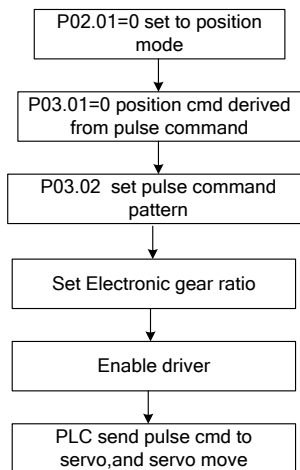 P02.01=0 set to position
mode
P03.01=0 position cmd derived
from pulse command
P03.02 set pulse command
pattern
Set Electronic gear ratio
Enable driver
PLC send pulse cmd to
servo,and servo move